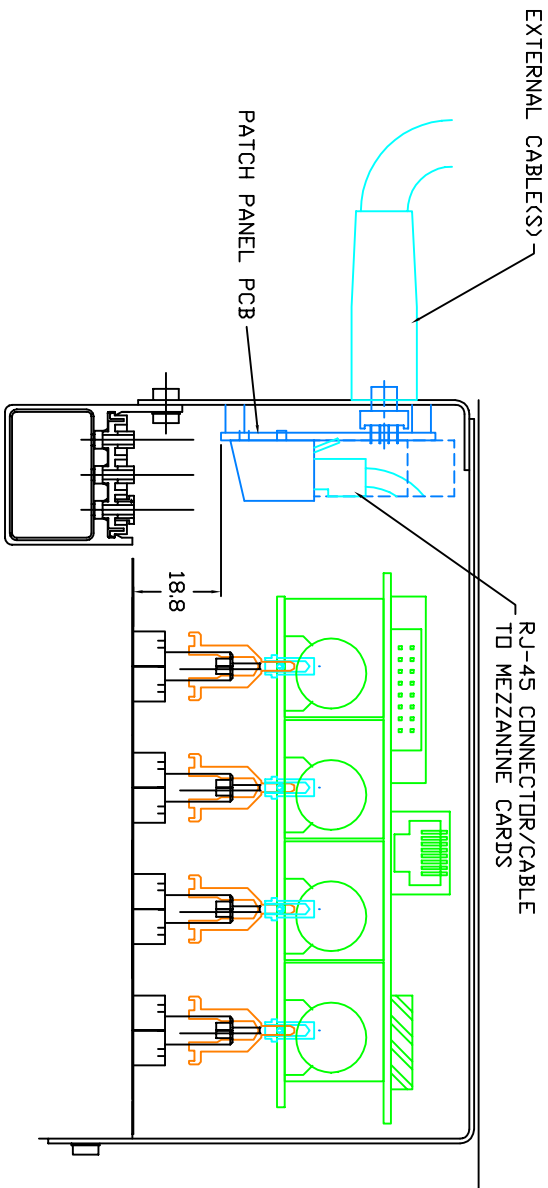 EXTERNAL CABLE(S)
PATCH PANEL PCB
18.8
RJ-45 CONNECTOR/CABLE
TO MEZZANINE CARDS